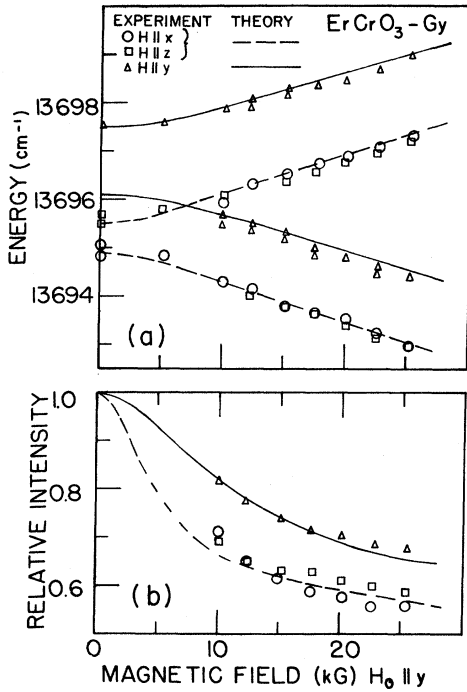 EXPERIMENT THEORY ErCrO₃-Gy
○ H∥x }
□ H∥z }
△ H∥y
ENERGY (cm⁻¹)
13698
13696
13694
(a)
RELATIVE INTENSITY
1.0
0.8
0.6
(b)
0 10 20
MAGNETIC FIELD (kG) H₀∥y